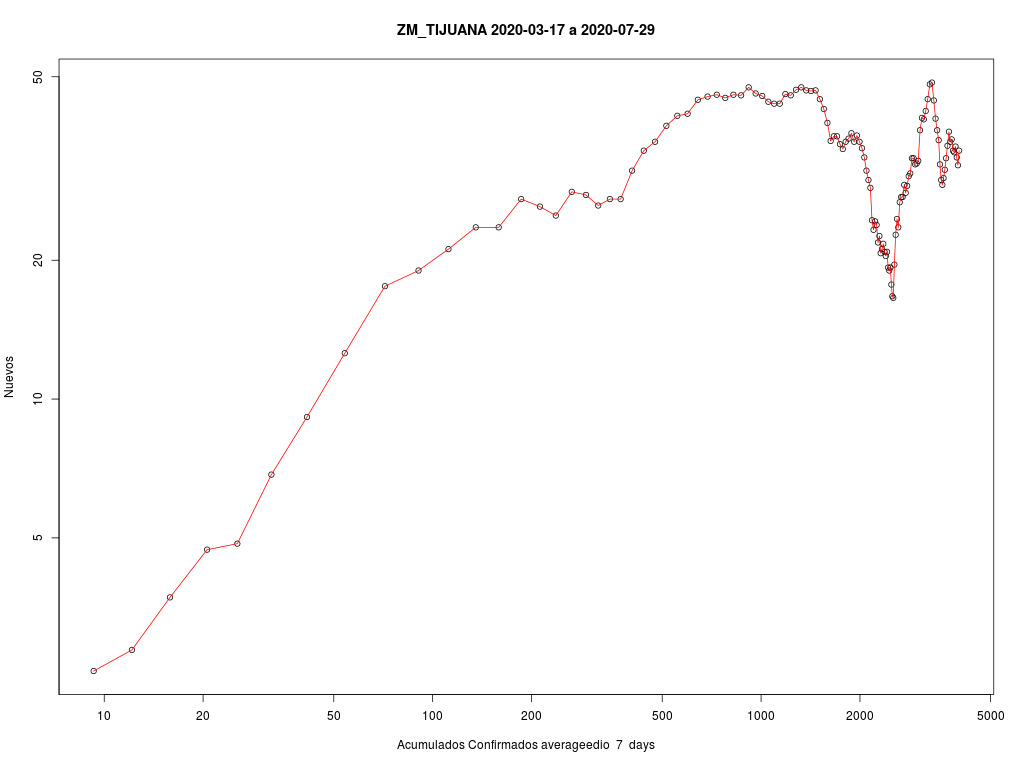 ZM_TIJUANA 2020-03-17 a 2020-07-29
50
20
10
5
Nuevos
10 20 50 100 200 500 1000 2000 5000
Acumulados Confirmados averageedio 7 days